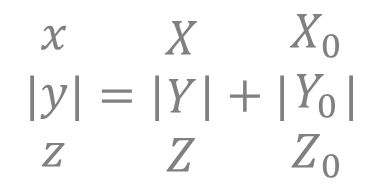 x X X₀
|y| = |Y| + |Y₀|
z Z Z₀